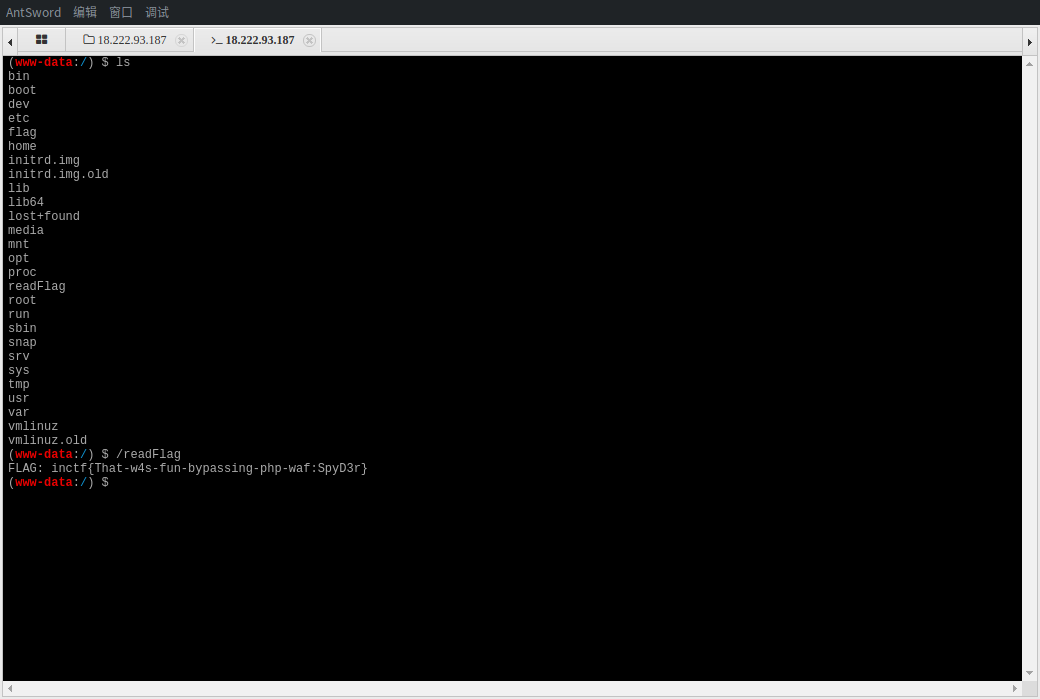 AntSword 编辑 窗口 调试
18.222.93.187 >_ 18.222.93.187
(www-data:/) $ ls
bin
boot
dev
etc
flag
home
initrd.img
initrd.img.old
lib
lib64
lost+found
media
mnt
opt
proc
readFlag
root
run
sbin
snap
srv
sys
tmp
usr
var
vmlinuz
vmlinuz.old
(www-data:/) $ /readFlag
FLAG: inctf{That-w4s-fun-bypassing-php-waf:SpyD3r}
(www-data:/) $